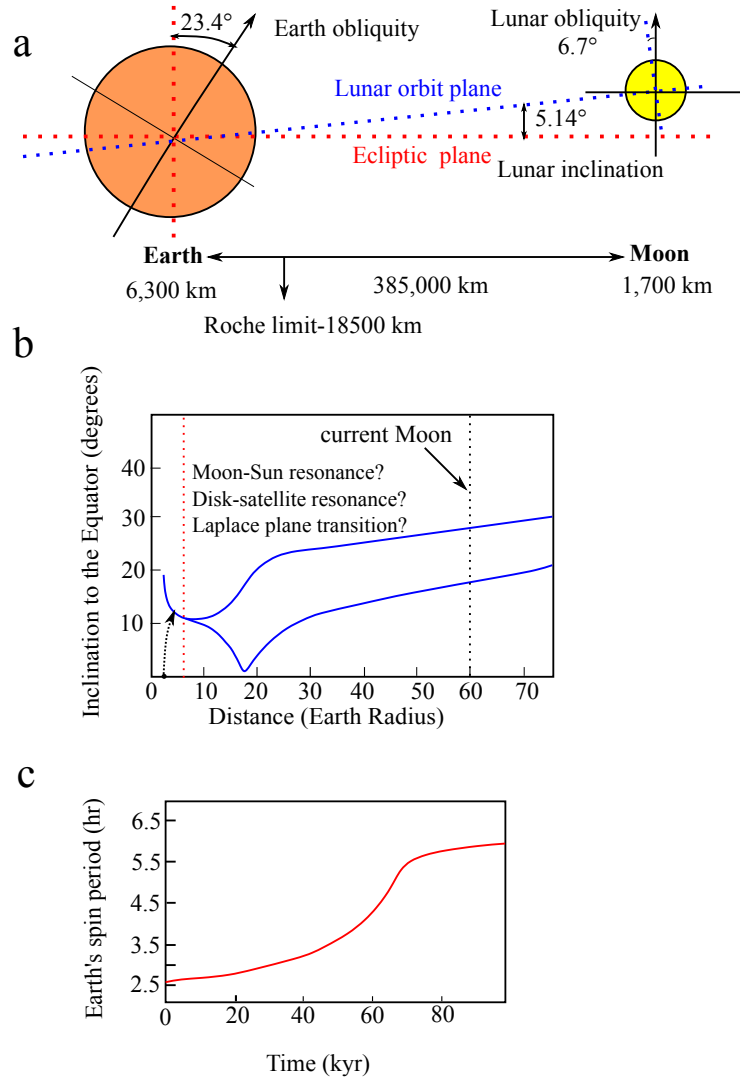 a
23.4°
Earth obliquity
Lunar obliquity
6.7°
Lunar orbit plane
5.14°
Ecliptic plane
Lunar inclination
Earth
Moon
6,300 km
385,000 km
1,700 km
Roche limit-18500 km
b
Inclination to the Equator (degrees)
40
30
20
10
current Moon
Moon-Sun resonance?
Disk-satellite resonance?
Laplace plane transition?
0 10 20 30 40 50 60 70
Distance (Earth Radius)
c
Earth's spin period (hr)
6.5
5.5
4.5
3.5
2.5
0 20 40 60 80
Time (kyr)